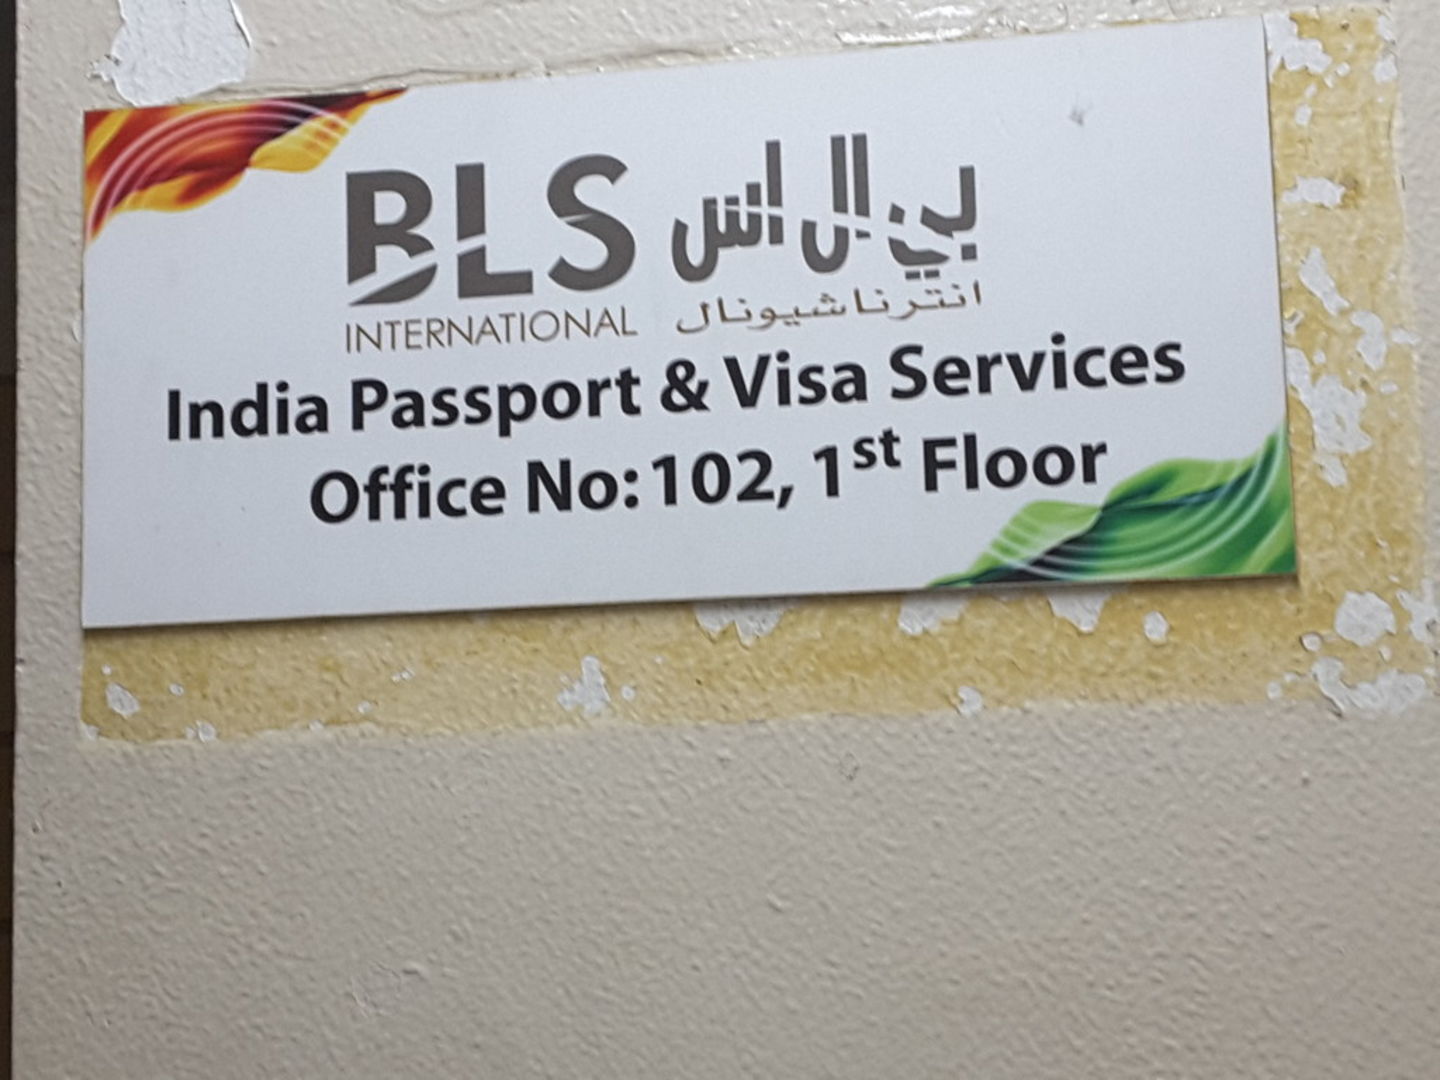 BLS بي ال اس
INTERNATIONAL انترناشيونال
India Passport & Visa Services
Office No: 102, 1st Floor